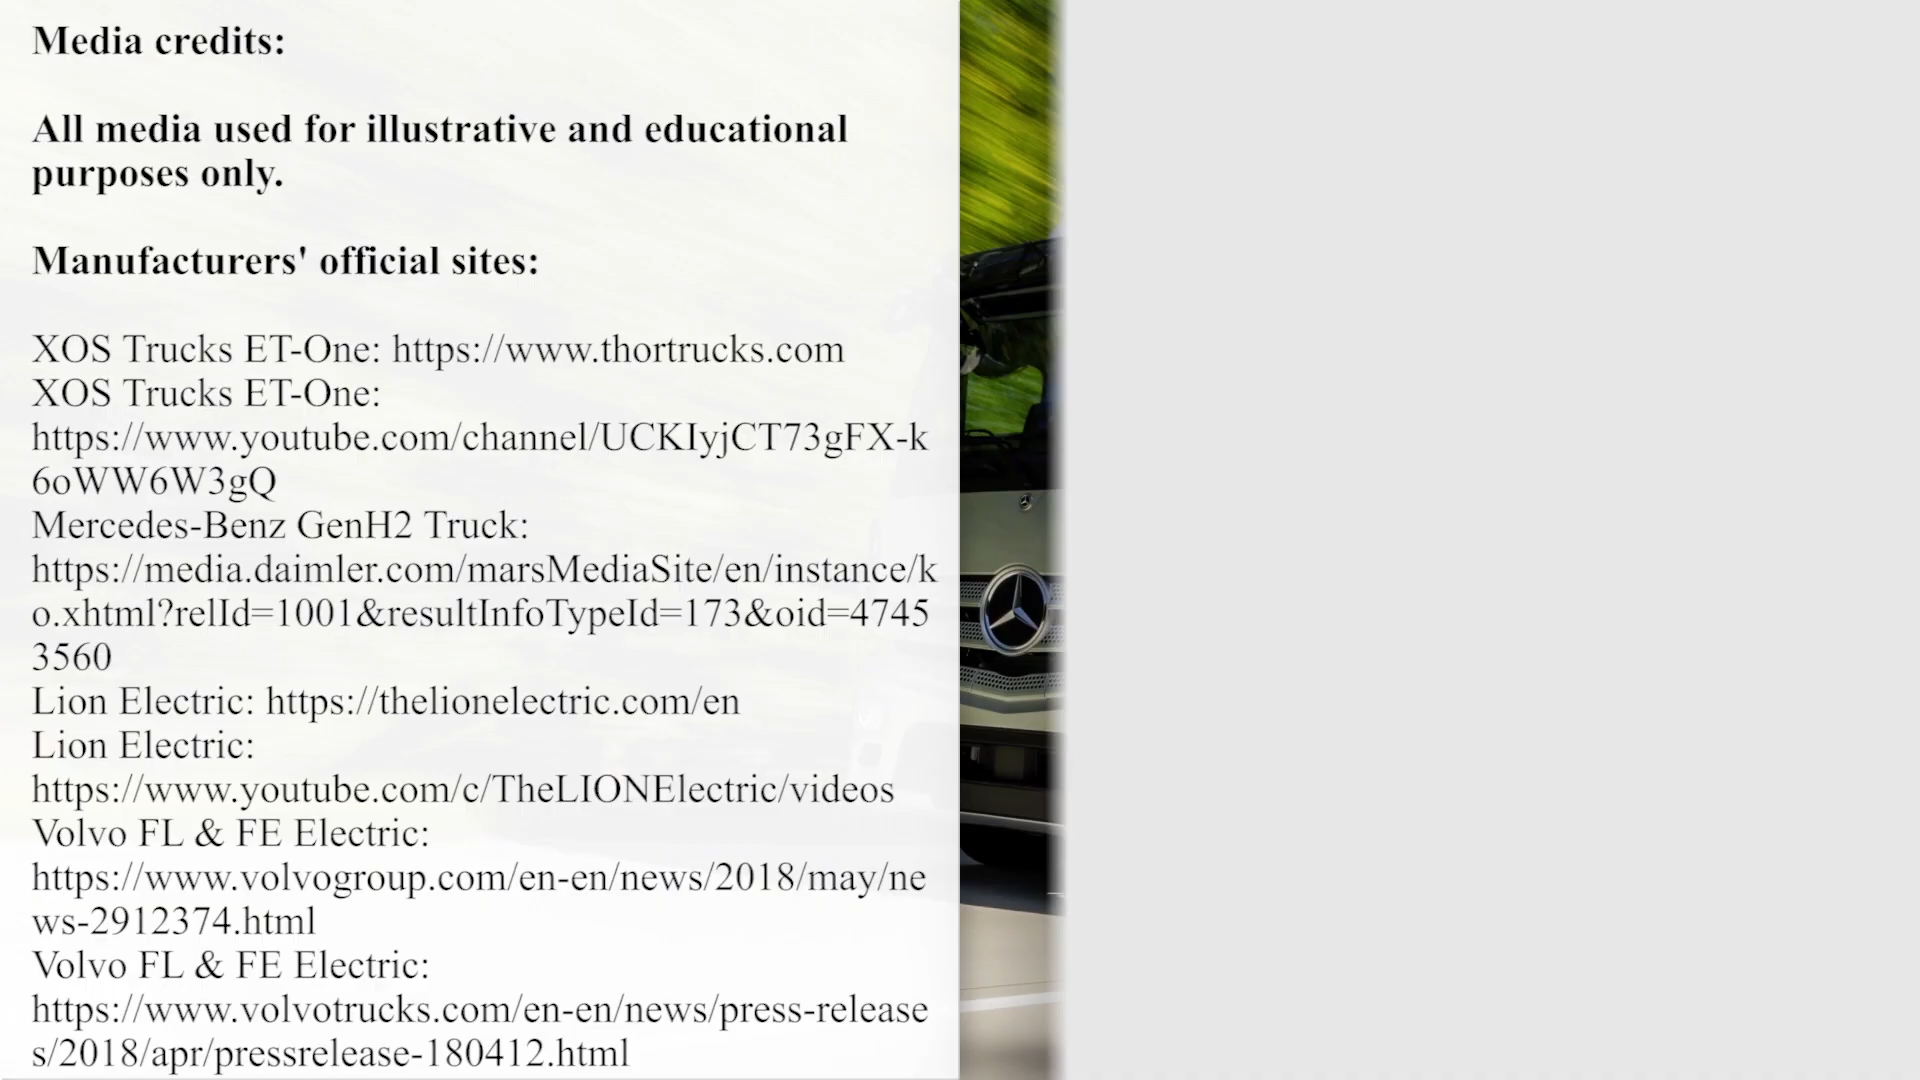 Media credits:
All media used for illustrative and educational
purposes only.
Manufacturers' official sites:
XOS Trucks ET-One: https://www.thortrucks.com
XOS Trucks ET-One:
https://www.youtube.com/channel/UCKIyjCT73gFX-k
6oWW6W3gQ
Mercedes-Benz GenH2 Truck:
https://media.daimler.com/marsMediaSite/en/instance/k
o.xhtml?relId=1001&resultInfoTypeId=173&oid=4745
3560
Lion Electric: https://thelionelectric.com/en
Lion Electric:
https://www.youtube.com/c/TheLIONElectric/videos
Volvo FL & FE Electric:
https://www.volvogroup.com/en-en/news/2018/may/ne
ws-2912374.html
Volvo FL & FE Electric:
https://www.volvotrucks.com/en-en/news/press-release
s/2018/apr/pressrelease-180412.html